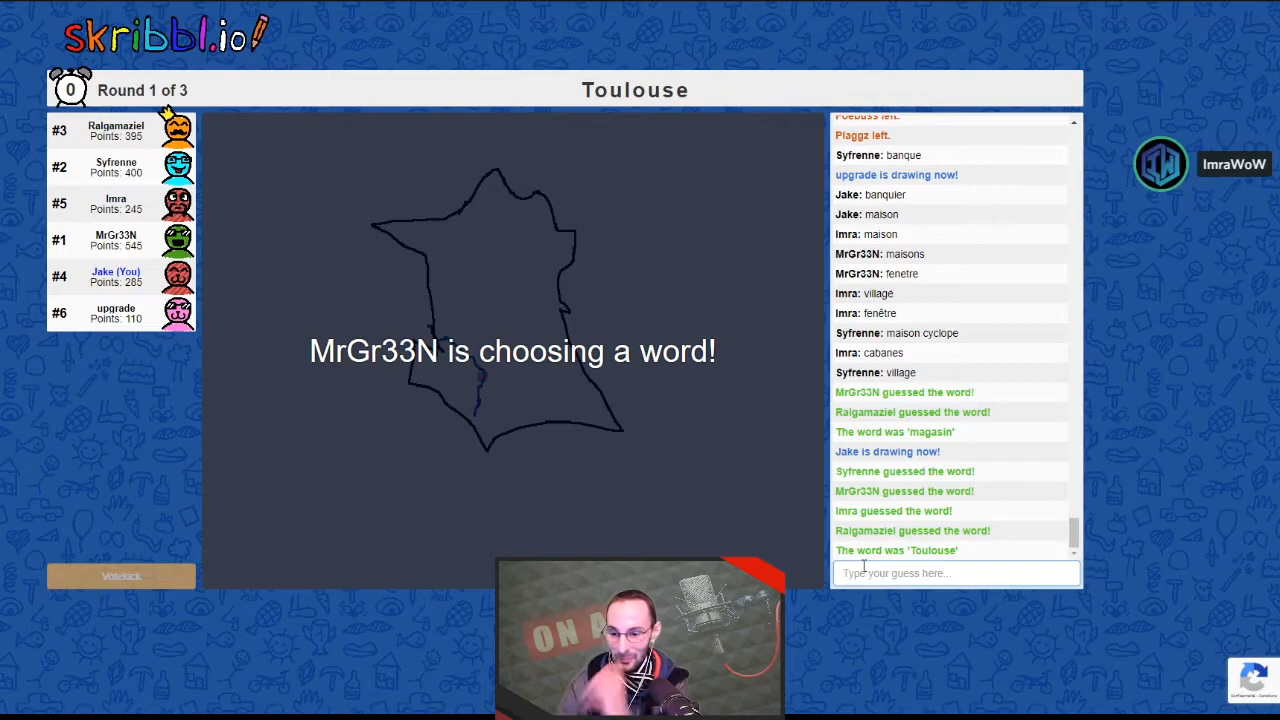 skribbl.io!
0
Round 1 of 3
Toulouse
#3
Ralgamaziel
Points: 395
#2
Syfrenne
Points: 400
#5
Imra
Points: 245
#1
MrGr33N
Points: 545
#4
Jake (You)
Points: 285
#6
upgrade
Points: 110
Votekick
MrGr33N is choosing a word!
Foebuss left.
Plaggz left.
Syfrenne: banque
upgrade is drawing now!
Jake: banquier
Jake: maison
Imra: maison
MrGr33N: maisons
MrGr33N: fenetre
Imra: village
Imra: fenêtre
Syfrenne: maison cyclope
Imra: cabanes
Syfrenne: village
MrGr33N guessed the word!
Ralgamaziel guessed the word!
The word was 'magasin'
Jake is drawing now!
Syfrenne guessed the word!
MrGr33N guessed the word!
Imra guessed the word!
Ralgamaziel guessed the word!
The word was 'Toulouse'
Type your guess here...
ImraWoW
ON A